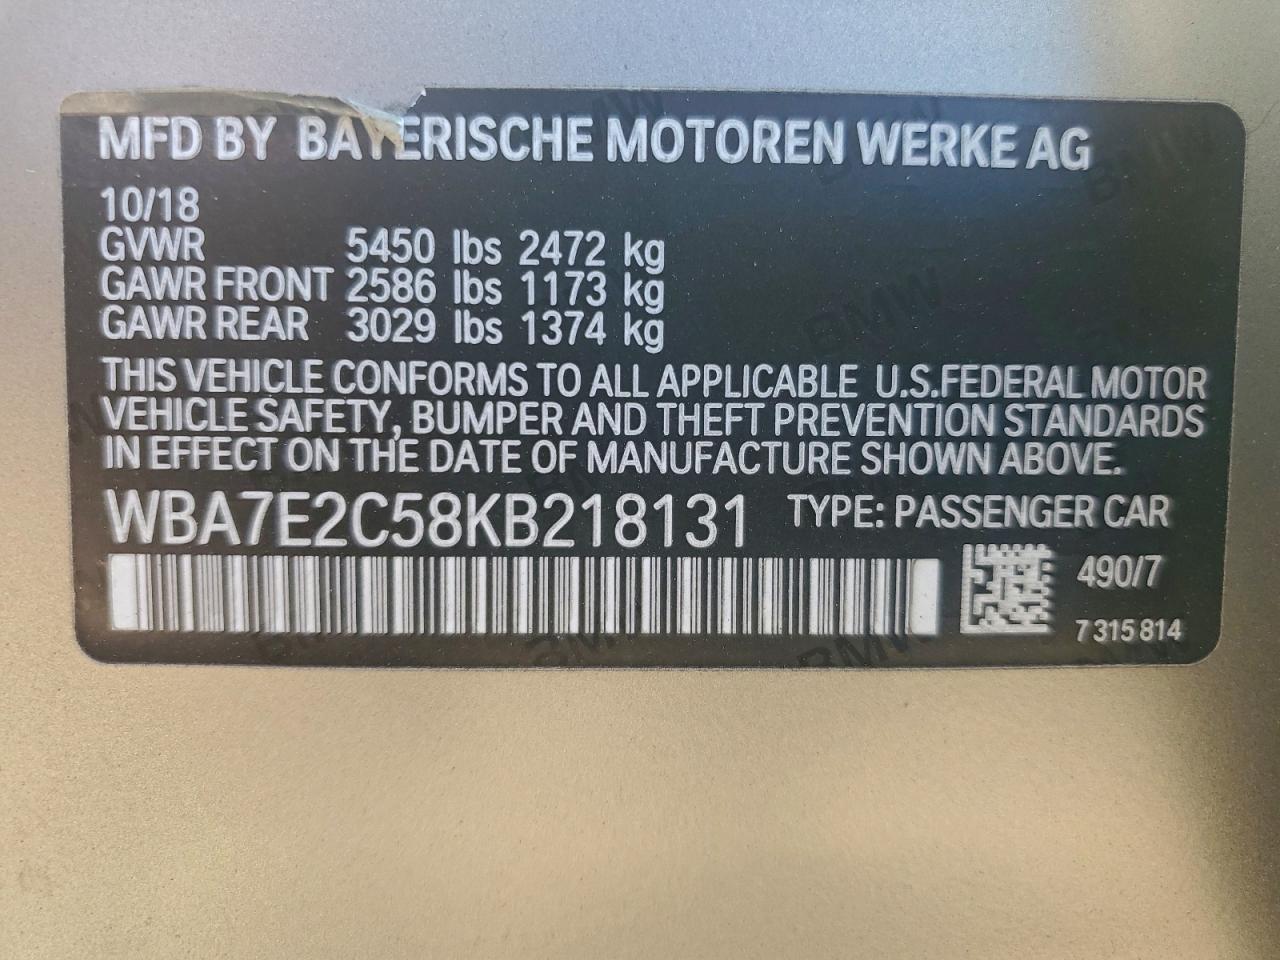 MFD BY BAYERISCHE MOTOREN WERKE AG
10/18
GVWR 5450 lbs 2472 kg
GAWR FRONT 2586 lbs 1173 kg
GAWR REAR 3029 lbs 1374 kg
THIS VEHICLE CONFORMS TO ALL APPLICABLE U.S.FEDERAL MOTOR
VEHICLE SAFETY, BUMPER AND THEFT PREVENTION STANDARDS
IN EFFECT ON THE DATE OF MANUFACTURE SHOWN ABOVE.
WBA7E2C58KB218131 TYPE: PASSENGER CAR
490/7
7 315 814